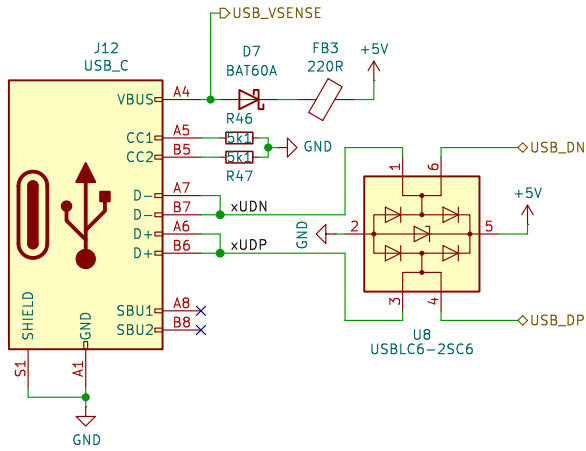 USB_VSENSE
J12
USB_C
D7
BAT60A
FB3
220R
+5V
VBUS
A4
R46
CC1
A5
5k1
CC2
B5
5k1
GND
R47
D-
A7
D-
B7
xUDN
D+
A6
D+
B6
xUDP
SBU1
A8
SBU2
B8
SHIELD
GND
S1
A1
GND
1
6
USB_DN
+5V
GND
2
5
3
4
USB_DP
U8
USBLC6-2SC6